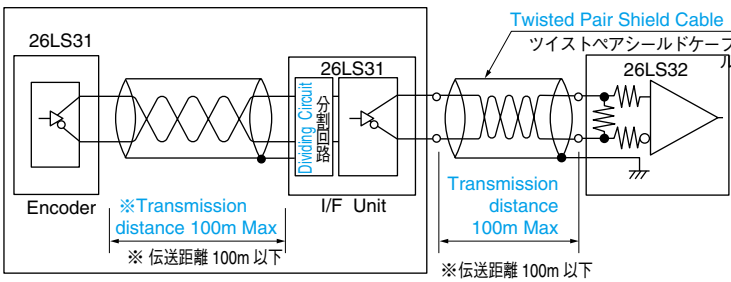 Twisted Pair Shield Cable
ツイストペアシールドケーブ
ル
26LS31
26LS31
26LS32
Dividing Circuit
分割回路
Encoder
I/F Unit
※Transmission
distance 100m Max
※ 伝送距離 100m 以下
Transmission
distance
100m Max
※伝送距離 100m 以下